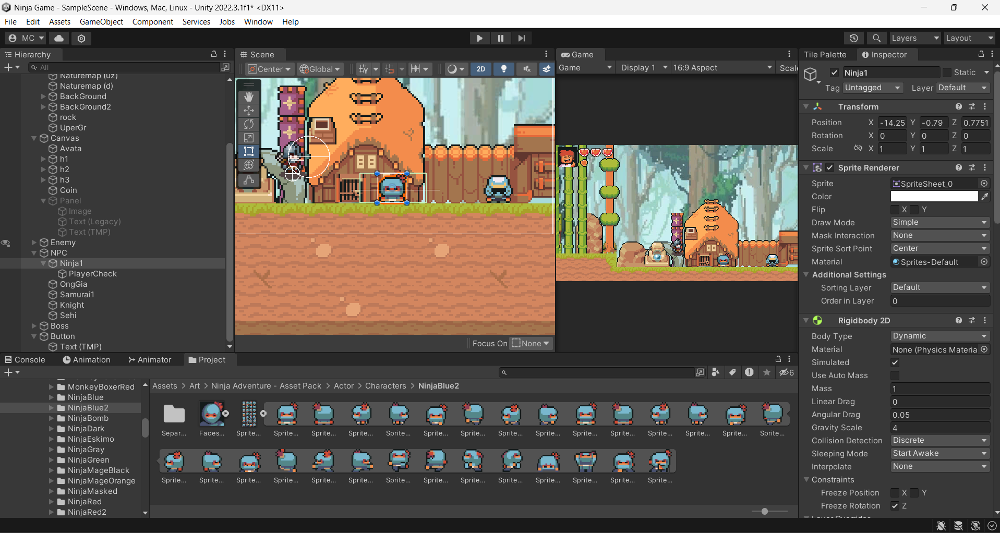 Ninja Game - SampleScene - Windows, Mac, Linux - Unity 2022.3.1f1* <DX11>
File Edit Assets GameObject Component Services Jobs Window Help
MC
Layers
Layout
Hierarchy
All
Naturemap (uz)
Naturemap (d)
BackGround
BackGround2
rock
UperGr
Canvas
Avata
h1
h2
h3
Coin
Panel
Image
Text (Legacy)
Text (TMP)
Enemy
NPC
Ninja1
PlayerCheck
OngGia
Samurai1
Knight
Sehi
Boss
Button
Text (TMP)
Scene
Center
Global
2D
Focus On
None
Game
Game
Display 1
16:9 Aspect
Scale
Tile Palette
Inspector
Ninja1
Static
Tag Untagged
Layer Default
Transform
Position X -14.25 Y -0.79 Z 0.7751
Rotation X 0 Y 0 Z 0
Scale X 1 Y 1 Z 1
Sprite Renderer
Sprite SpriteSheet_0
Color
Flip X Y
Draw Mode Simple
Mask Interaction None
Sprite Sort Point Center
Material Sprites-Default
Additional Settings
Sorting Layer Default
Order in Layer 0
Rigidbody 2D
Body Type Dynamic
Material None (Physics Materia
Simulated
Use Auto Mass
Mass 1
Linear Drag 0
Angular Drag 0.05
Gravity Scale 4
Collision Detection Discrete
Sleeping Mode Start Awake
Interpolate None
Constraints
Freeze Position X Y
Freeze Rotation Z
Console
Animation
Animator
Project
6
MonkeyBoxerRed
NinjaBlue
NinjaBlue2
NinjaBomb
NinjaDark
NinjaEskimo
NinjaGray
NinjaGreen
NinjaMageBlack
NinjaMageOrange
NinjaMasked
NinjaRed
NinjaRed2
Assets > Art > Ninja Adventure - Asset Pack > Actor > Characters > NinjaBlue2
Separ... Faces... Sprite... Sprite... Sprite... Sprite... Sprite... Sprite... Sprite... Sprite... Sprite... Sprite... Sprite... Sprite... Sprite... Sprite... Sprite...
Sprite... Sprite... Sprite... Sprite... Sprite... Sprite... Sprite... Sprite... Sprite... Sprite... Sprite... Sprite... Sprite... Sprite...